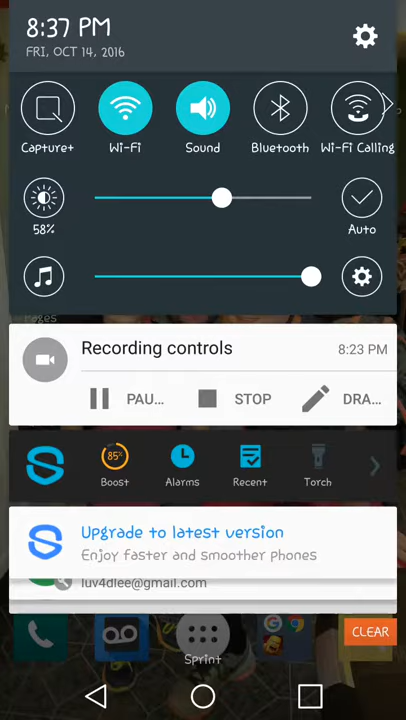 8:37 PM
FRI, OCT 14, 2016
Capture+
Wi-Fi
Sound
Bluetooth
Wi-Fi Calling
58%
Auto
Pages
Recording controls
8:23 PM
PAU...
STOP
DRA...
85%
Boost
Alarms
Recent
Torch
Upgrade to latest version
Enjoy faster and smoother phones
luv4dlee@gmail.com
CLEAR
Sprint